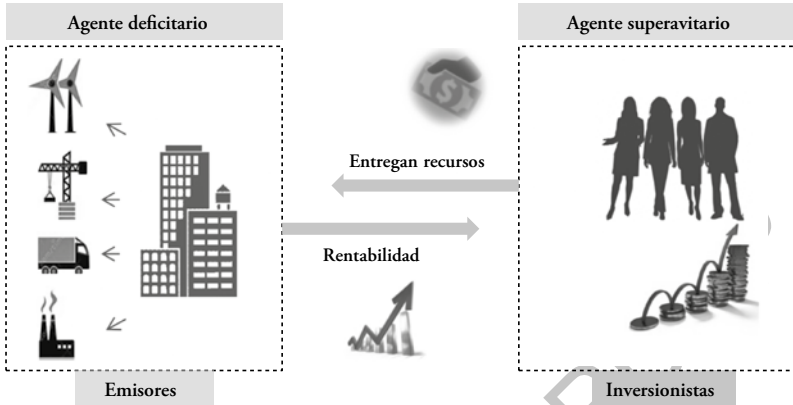 Agente deficitario
Agente superavitario
$
Entregan recursos
Rentabilidad
Emisores
Inversionistas